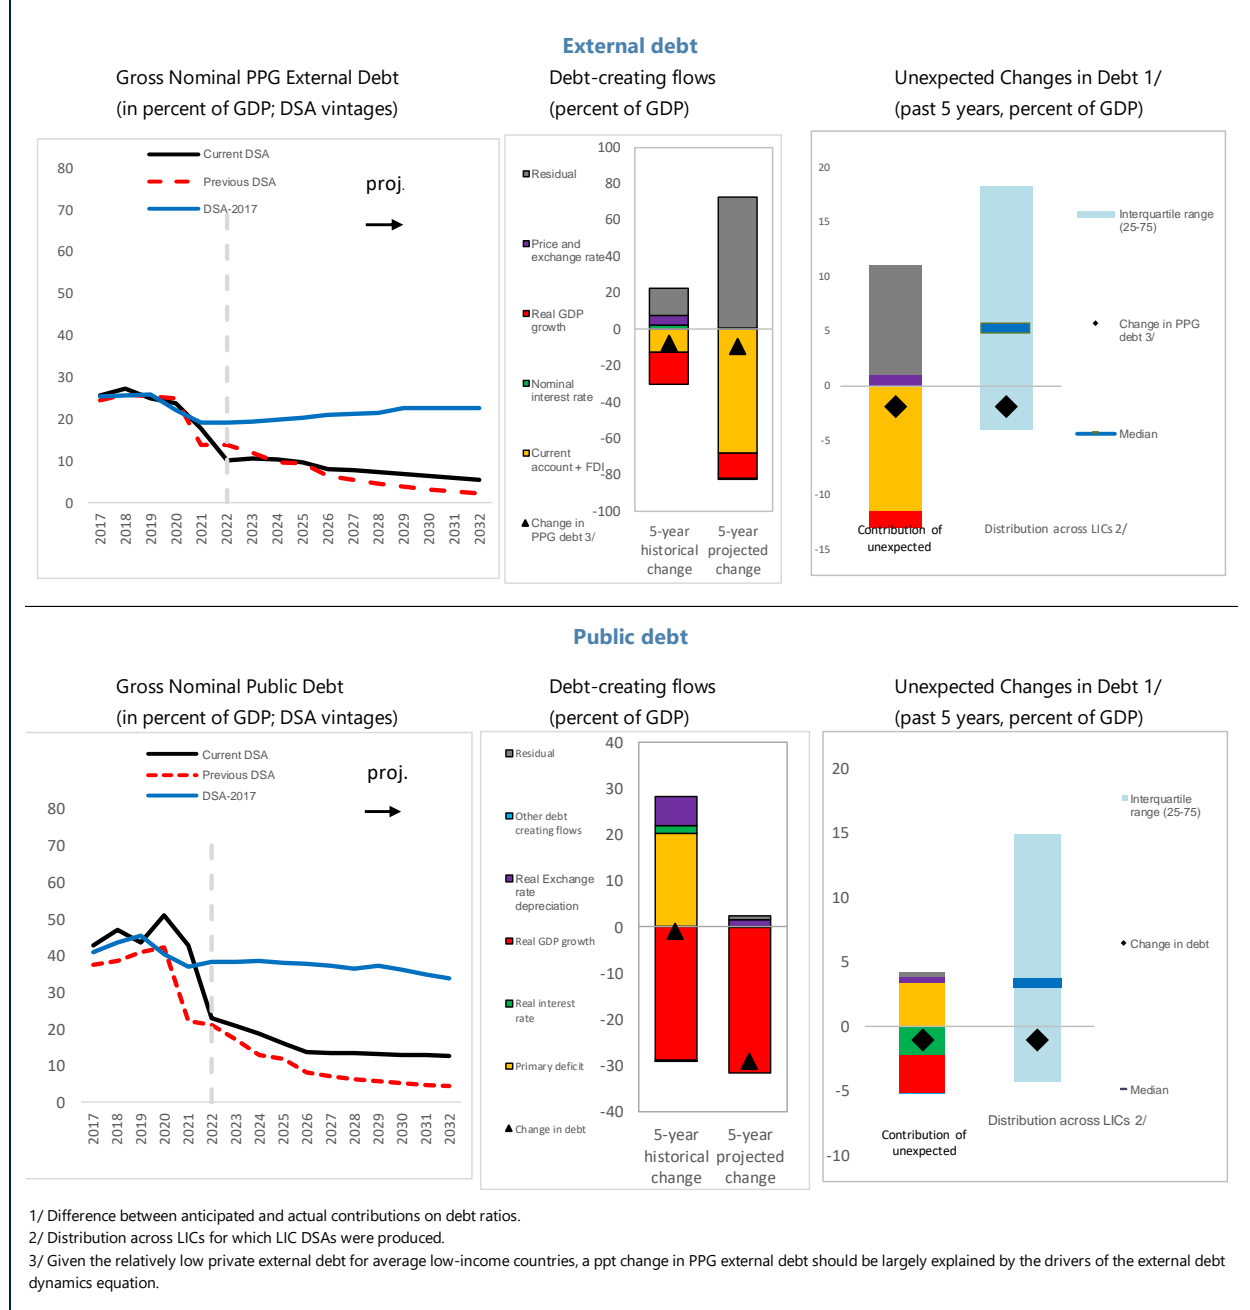 External debt
Gross Nominal PPG External Debt
(in percent of GDP; DSA vintages)
Debt-creating flows
(percent of GDP)
Unexpected Changes in Debt 1/
(past 5 years, percent of GDP)
Current DSA
Previous DSA
DSA-2017
proj.
80
70
60
50
40
30
20
10
0
2017
2018
2019
2020
2021
2022
2023
2024
2025
2026
2027
2028
2029
2030
2031
2032
100
80
60
40
20
0
-20
-40
-60
-80
-100
Residual
Price and
exchange rate
Real GDP
growth
Nominal
interest rate
Current
account + FDI
Change in
PPG debt 3/
5-year
historical
change
5-year
projected
change
20
15
10
5
0
-5
-10
-15
Interquartile range
(25-75)
Change in PPG
debt 3/
Median
Contribution of
unexpected
Distribution across LICs 2/
Public debt
Gross Nominal Public Debt
(in percent of GDP; DSA vintages)
Debt-creating flows
(percent of GDP)
Unexpected Changes in Debt 1/
(past 5 years, percent of GDP)
Current DSA
Previous DSA
DSA-2017
proj.
80
70
60
50
40
30
20
10
0
2017
2018
2019
2020
2021
2022
2023
2024
2025
2026
2027
2028
2029
2030
2031
2032
Residual
Other debt
creating flows
Real Exchange
rate
depreciation
Real GDP growth
Real interest
rate
Primary deficit
Change in debt
40
30
20
10
0
-10
-20
-30
-40
5-year
historical
change
5-year
projected
change
20
15
10
5
0
-5
-10
Interquartile
range (25-75)
Change in debt
Median
Contribution of
unexpected
Distribution across LICs 2/
1/ Difference between anticipated and actual contributions on debt ratios.
2/ Distribution across LICs for which LIC DSAs were produced.
3/ Given the relatively low private external debt for average low-income countries, a ppt change in PPG external debt should be largely explained by the drivers of the external debt
dynamics equation.